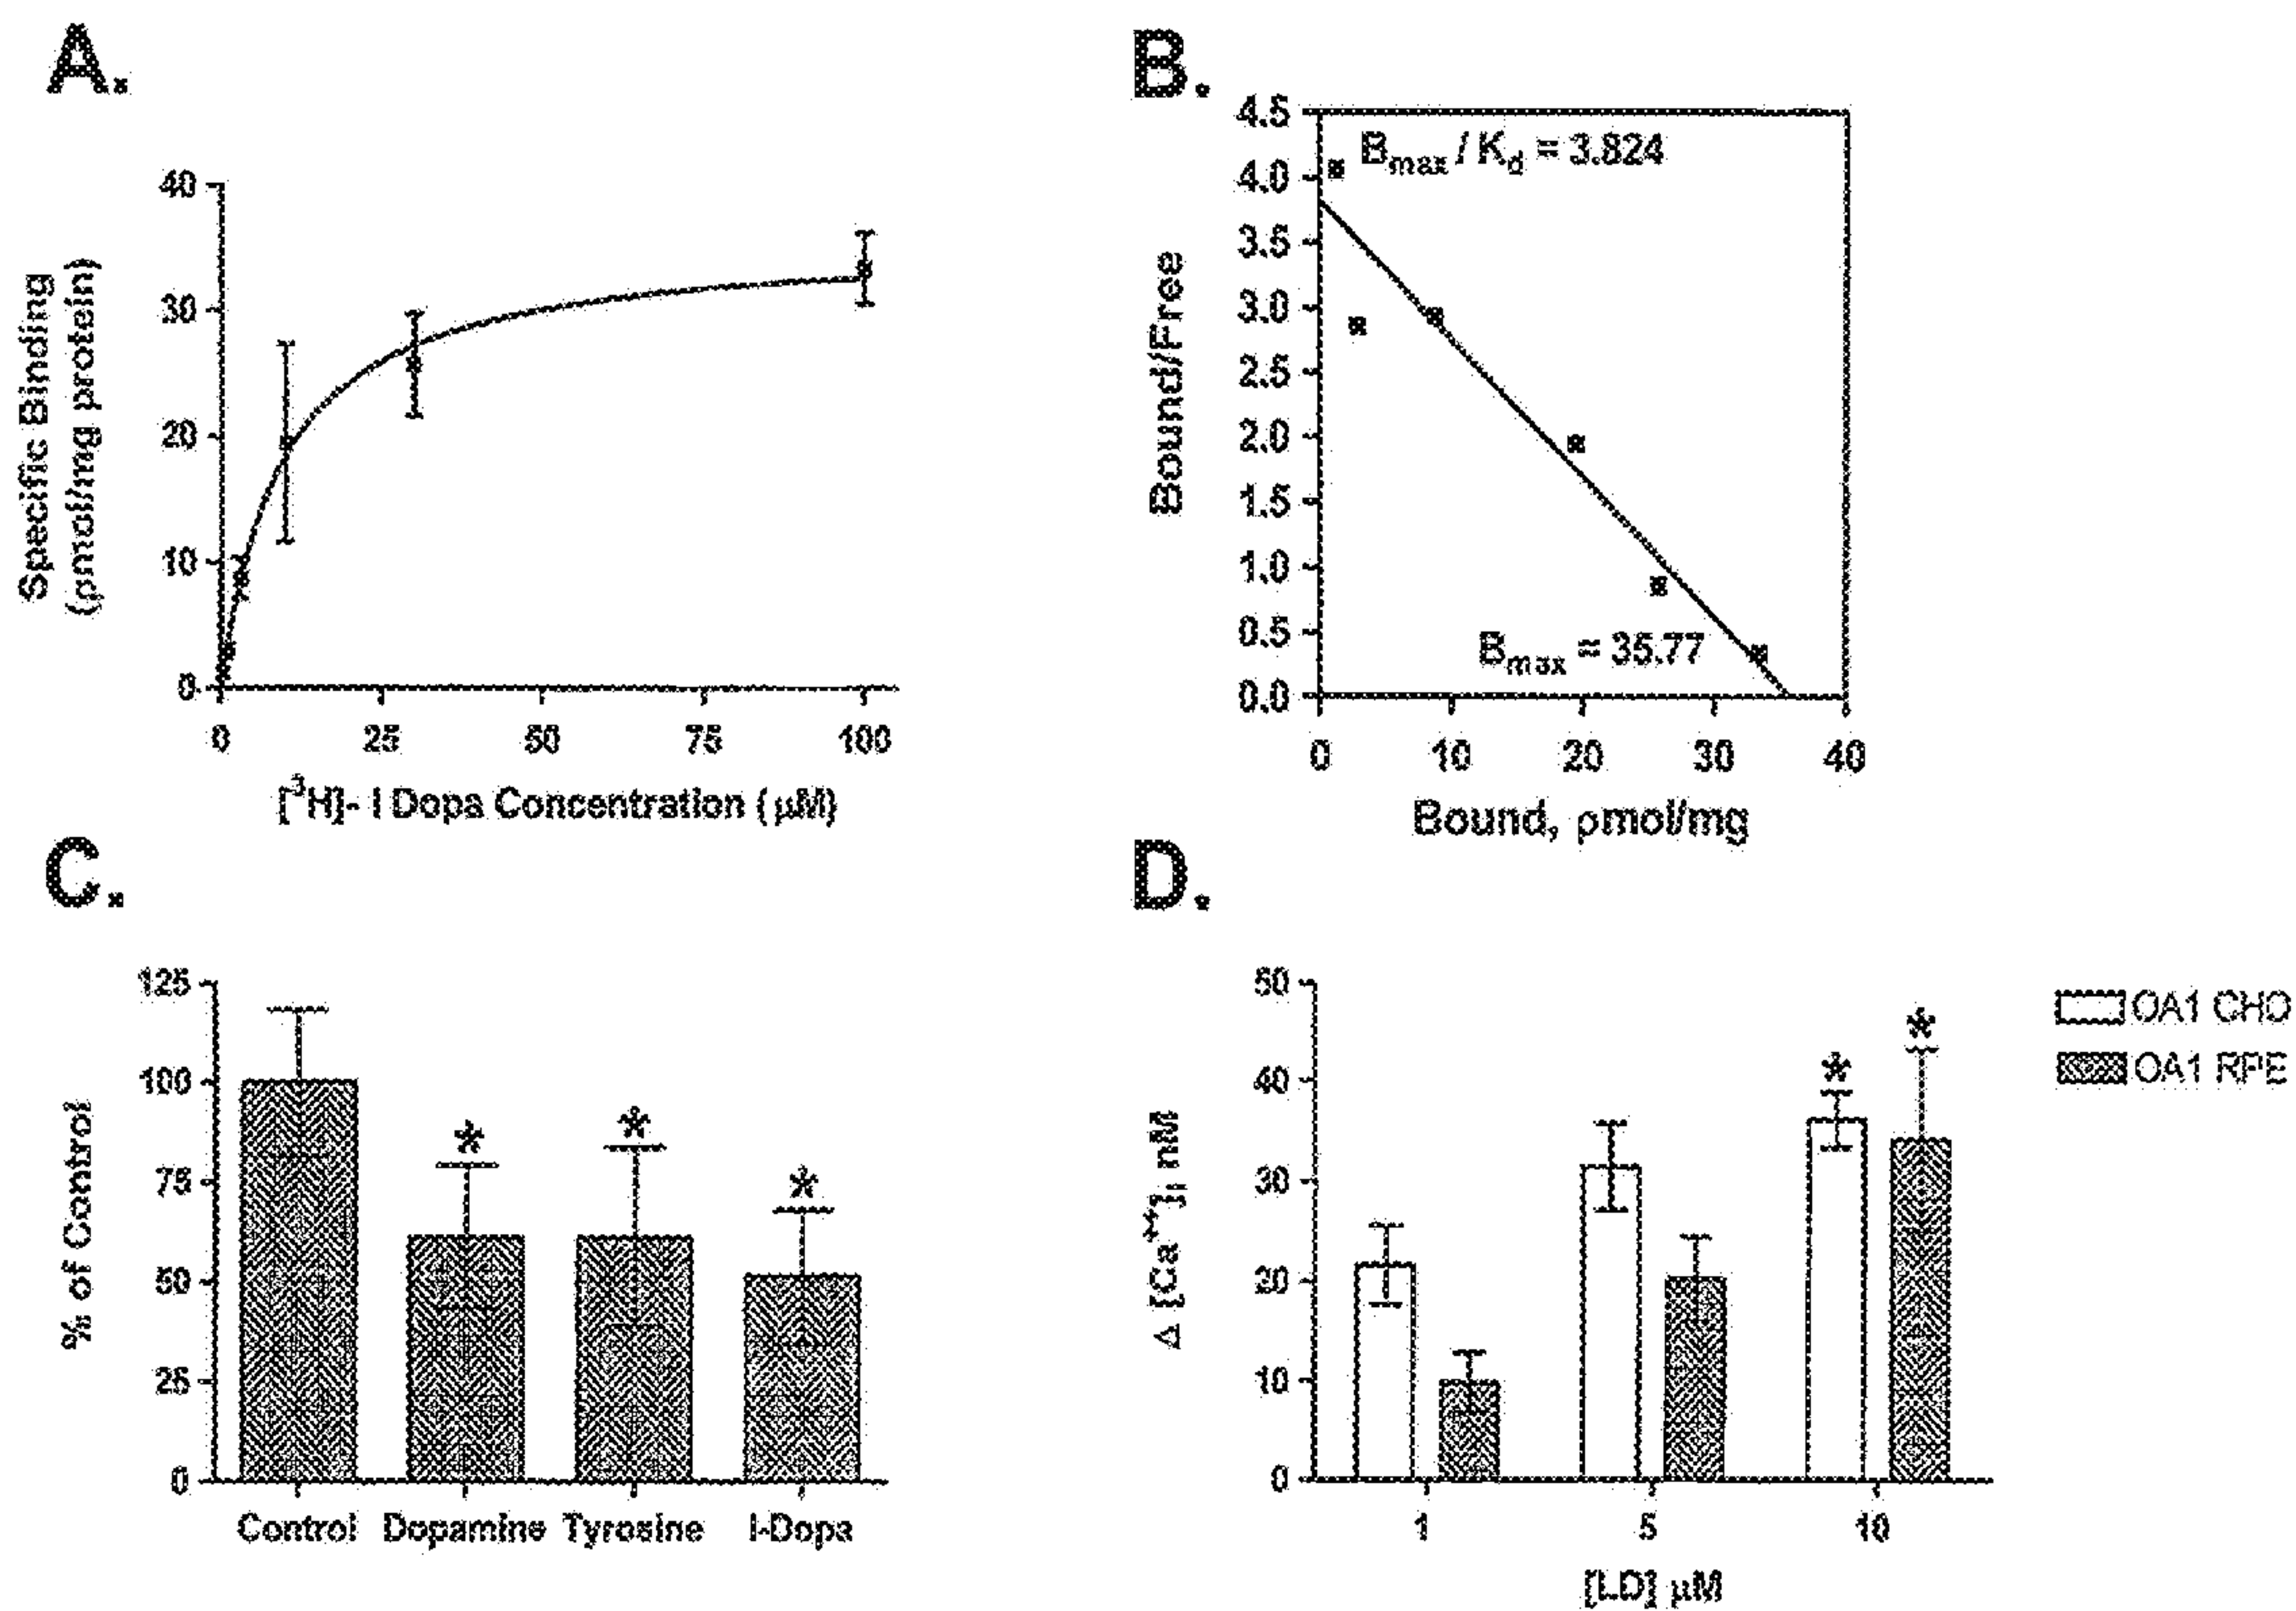 A.
40
30
20
10
0
Specific Binding
(ρmol/mg protein)
0 25 50 75 100
[³H]- l Dopa Concentration (μM)
B.
4.5
4.0
3.5
3.0
2.5
2.0
1.5
1.0
0.5
0.0
Bound/Free
Bmax / Kd = 3.824
Bmax = 35.77
0 10 20 30 40
Bound, ρmol/mg
C.
125
100
75
50
25
0
% of Control
* * *
Control Dopamine Tyrosine l-Dopa
D.
50
40
30
20
10
0
Δ [Ca⁺⁺]i nM
* *
OA1 CHO
OA1 RPE
1 5 10
[LD] μM